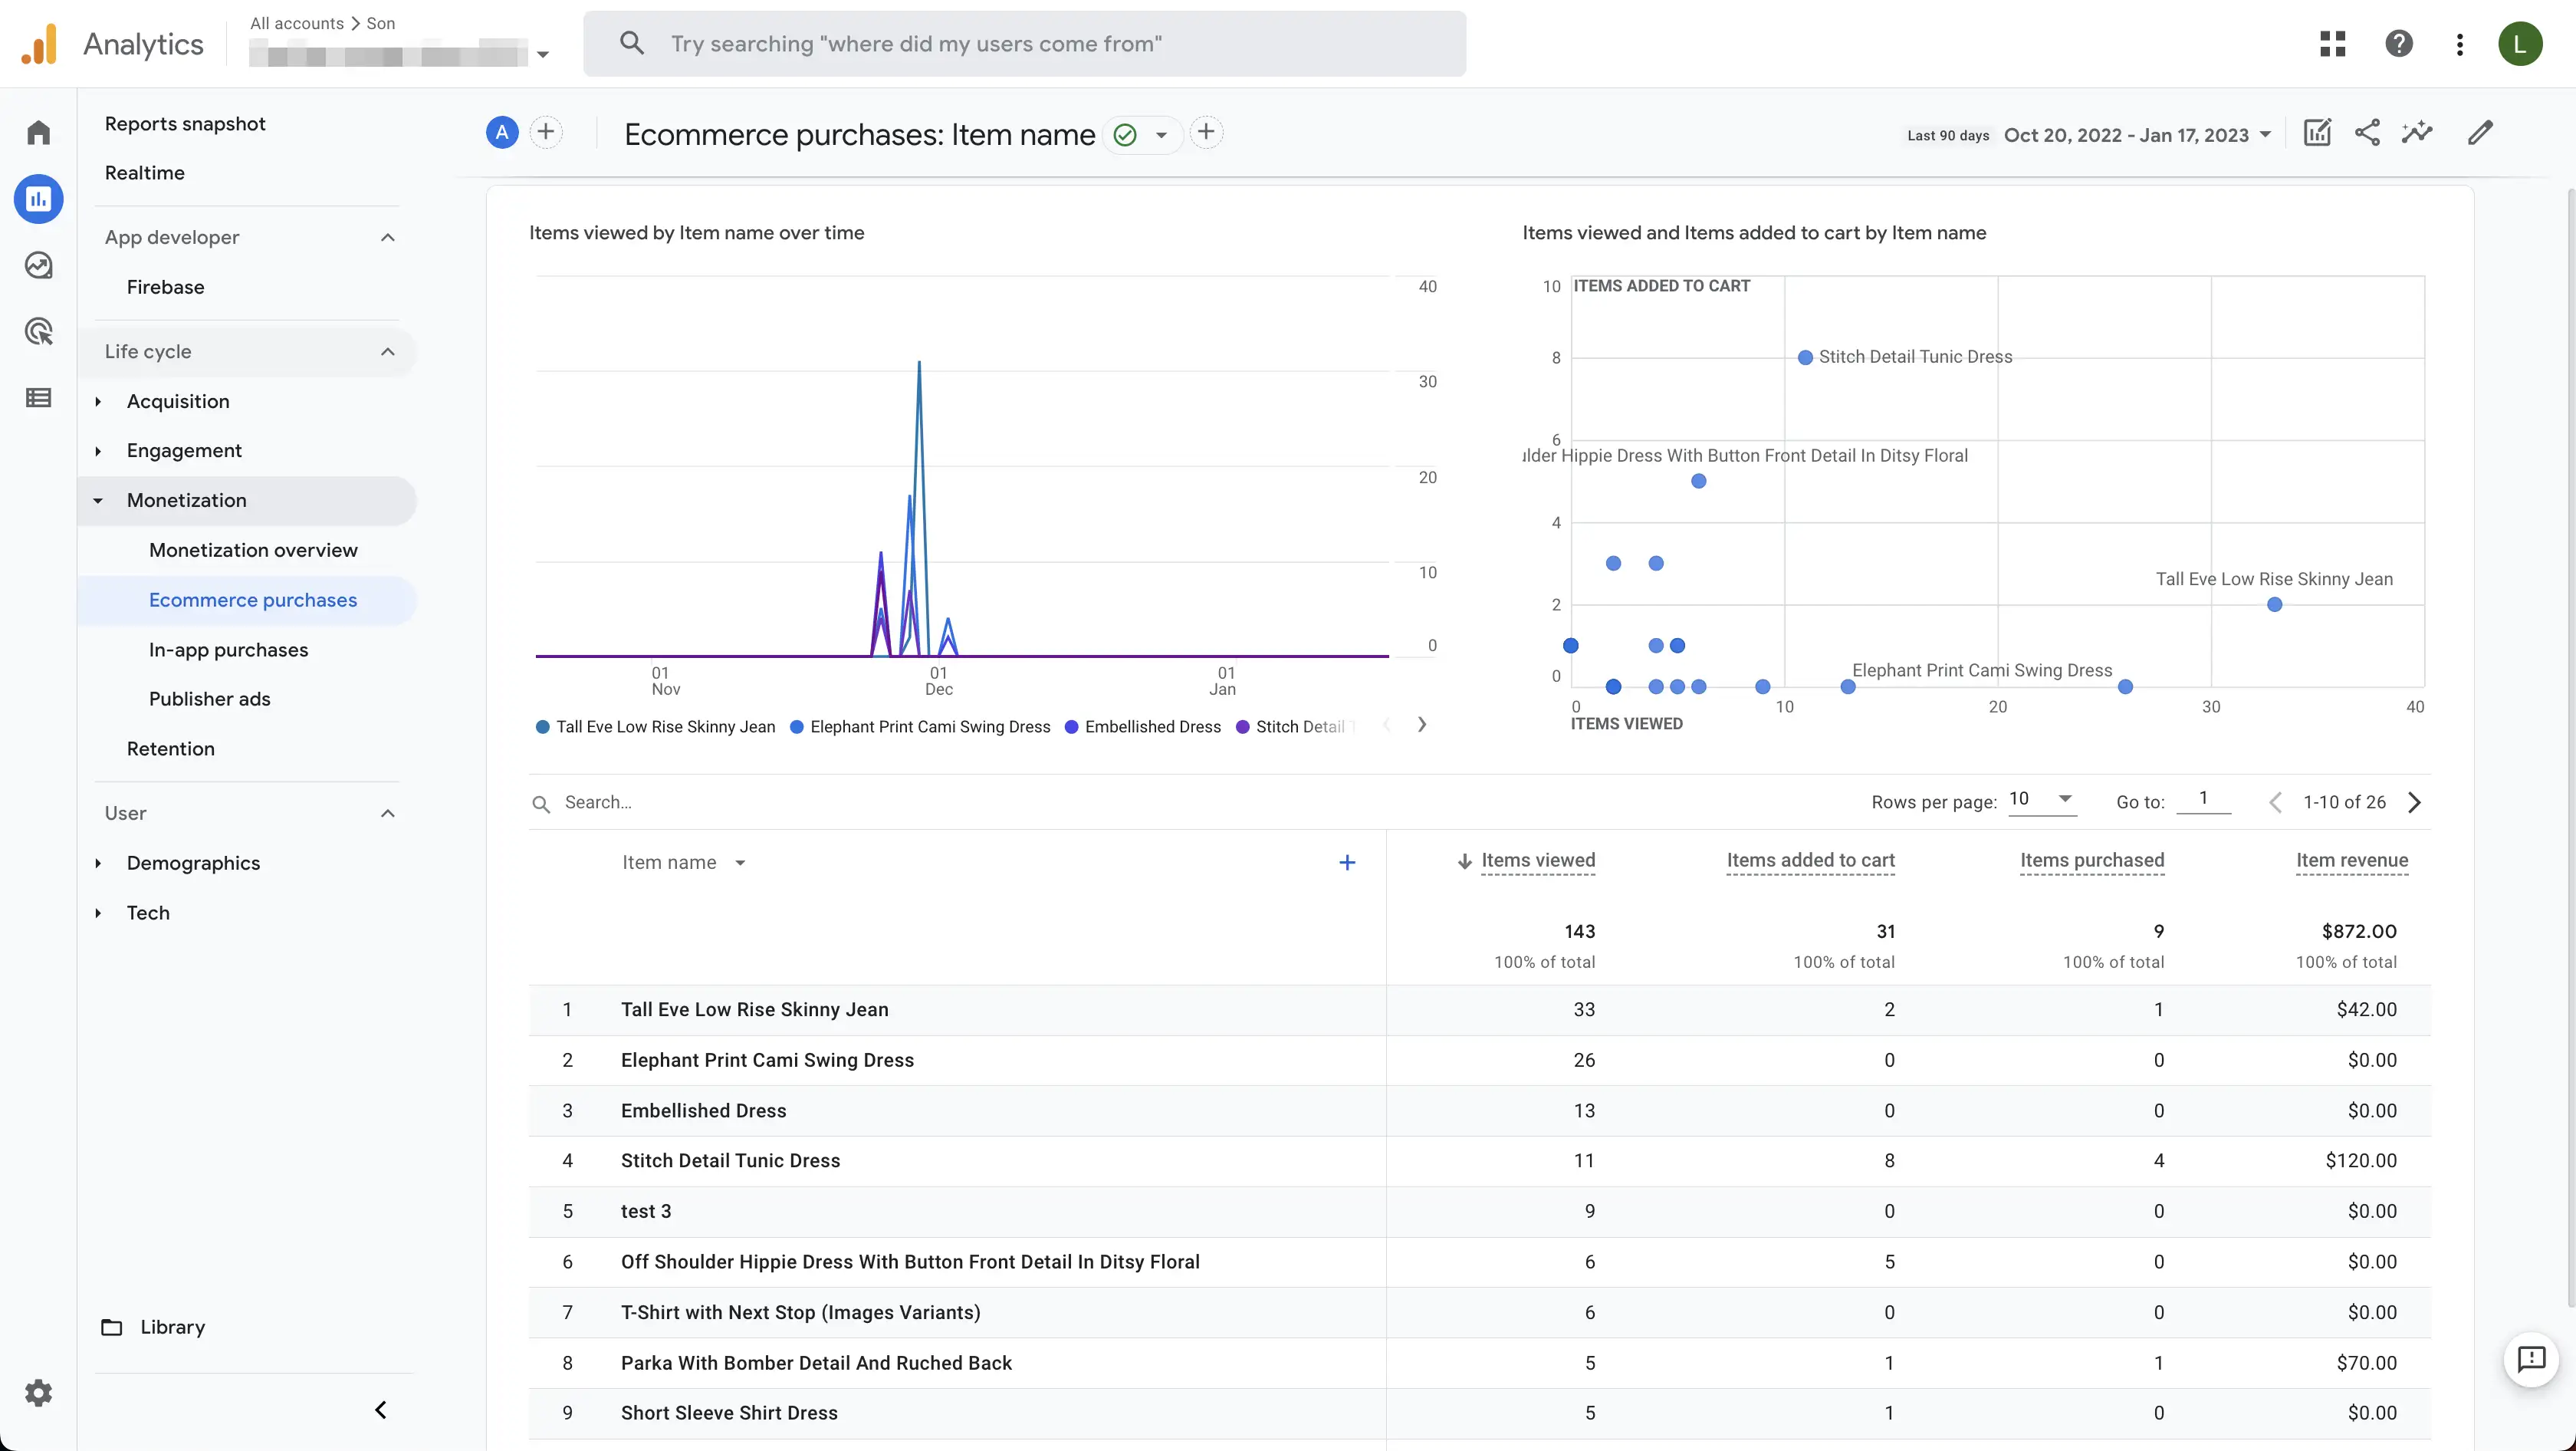 Analytics
All accounts > Son
Try searching "where did my users come from"
L
Reports snapshot
Realtime
App developer
Firebase
Life cycle
Acquisition
Engagement
Monetization
Monetization overview
Ecommerce purchases
In-app purchases
Publisher ads
Retention
User
Demographics
Tech
Library
A
Ecommerce purchases: Item name
Last 90 days Oct 20, 2022 - Jan 17, 2023
Items viewed by Item name over time
40
30
20
10
0
01 Nov
01 Dec
01 Jan
Tall Eve Low Rise Skinny Jean Elephant Print Cami Swing Dress Embellished Dress Stitch Detail
Items viewed and Items added to cart by Item name
10 ITEMS ADDED TO CART
8 Stitch Detail Tunic Dress
6
Hippie Dress With Button Front Detail In Ditsy Floral
4
Tall Eve Low Rise Skinny Jean
2
Elephant Print Cami Swing Dress
0
0 10 20 30 40
ITEMS VIEWED
Search...
Rows per page: 10 Go to: 1 1-10 of 26
Item name Items viewed Items added to cart Items purchased Item revenue
143 31 9 $872.00
100% of total 100% of total 100% of total 100% of total
1 Tall Eve Low Rise Skinny Jean 33 2 1 $42.00
2 Elephant Print Cami Swing Dress 26 0 0 $0.00
3 Embellished Dress 13 0 0 $0.00
4 Stitch Detail Tunic Dress 11 8 4 $120.00
5 test 3 9 0 0 $0.00
6 Off Shoulder Hippie Dress With Button Front Detail In Ditsy Floral 6 5 0 $0.00
7 T-Shirt with Next Stop (Images Variants) 6 0 0 $0.00
8 Parka With Bomber Detail And Ruched Back 5 1 1 $70.00
9 Short Sleeve Shirt Dress 5 1 0 $0.00